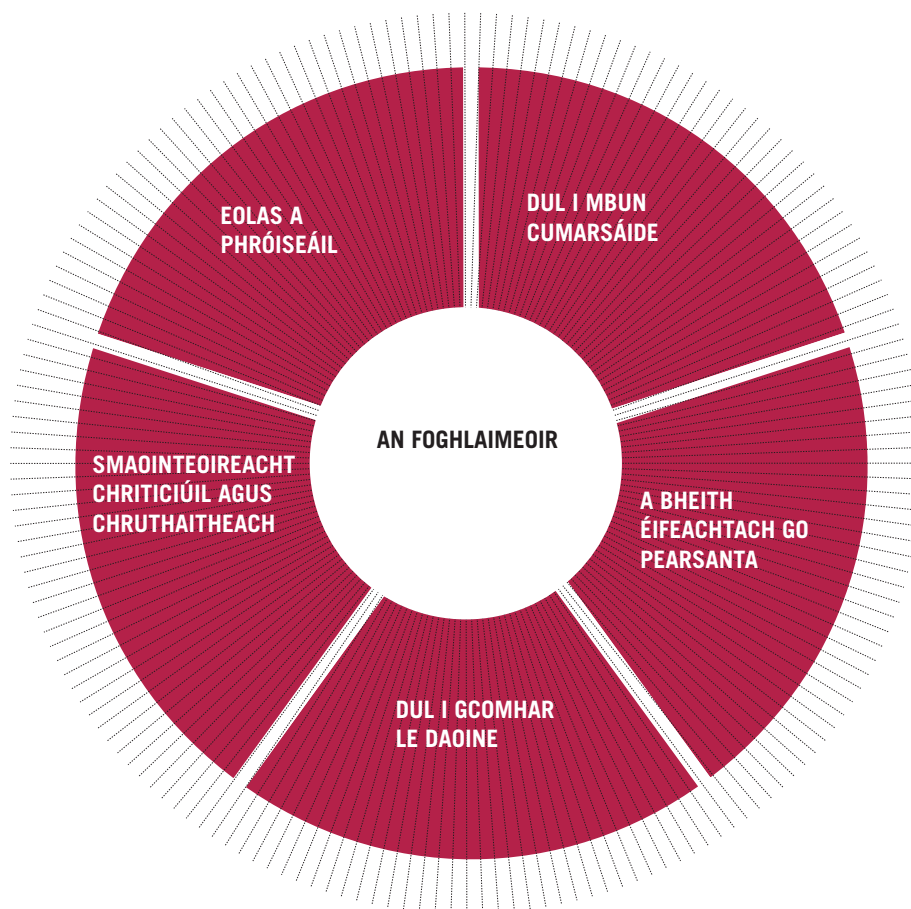 EOLAS A
PHRÓISEÁIL
DUL I MBUN
CUMARSÁIDE
AN FOGHLAIMEOIR
SMAOINTEOIREACHT
CHRITICIÚIL AGUS
CHRUTHAITHEACH
A BHEITH
ÉIFEACHTACH GO
PEARSANTA
DUL I GCOMHAR
LE DAOINE